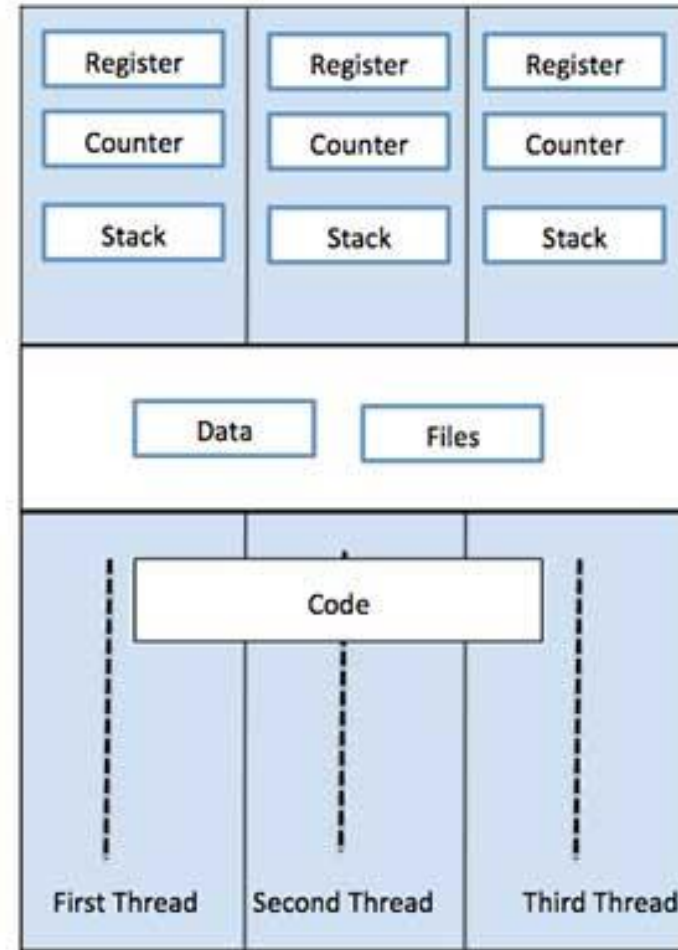 Register Register Register
Counter Counter Counter
Stack Stack Stack
Data Files
Code
First Thread Second Thread Third Thread